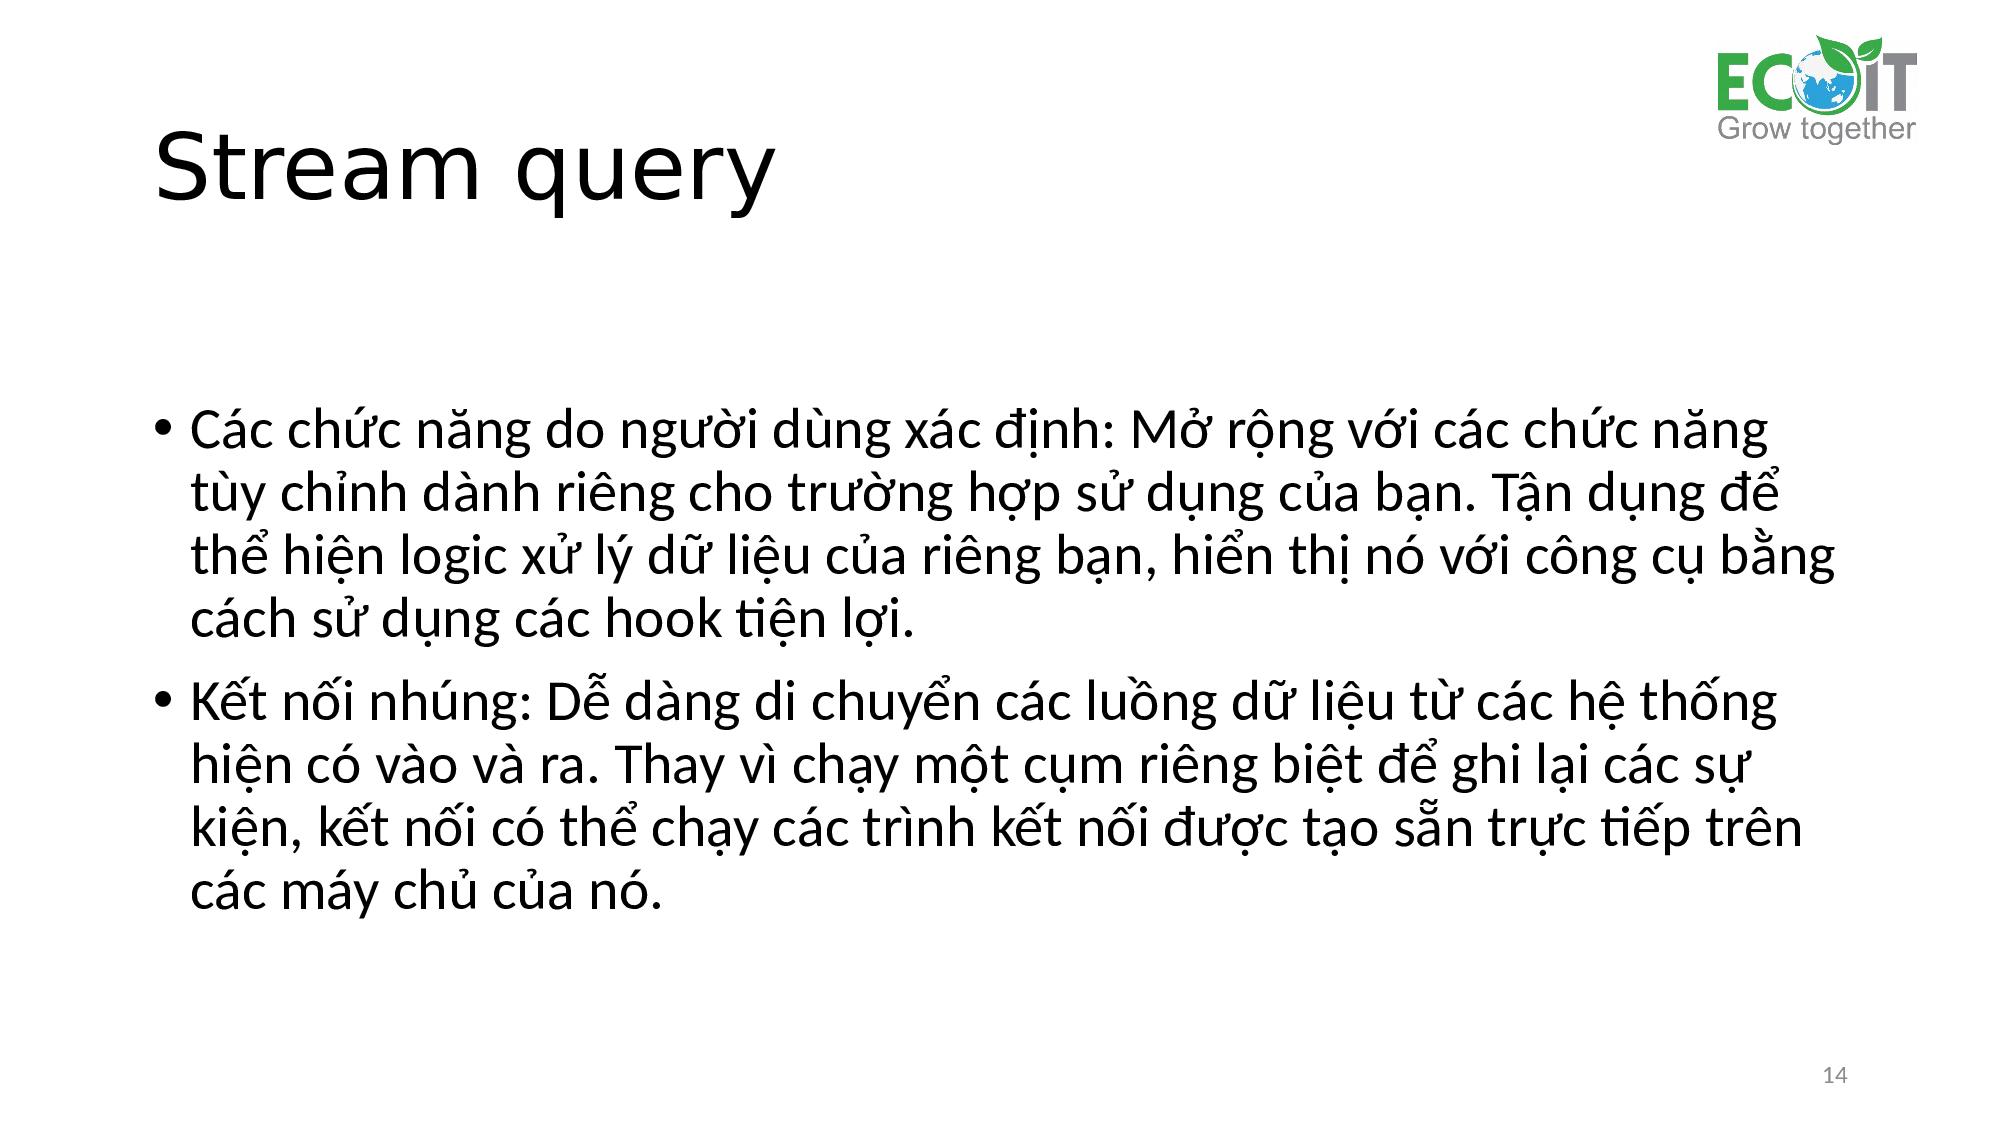 ECOiT
Grow together
Stream query
• Các chức năng do người dùng xác định: Mở rộng với các chức năng
tùy chỉnh dành riêng cho trường hợp sử dụng của bạn. Tận dụng để
thể hiện logic xử lý dữ liệu của riêng bạn, hiển thị nó với công cụ bằng
cách sử dụng các hook tiện lợi.
• Kết nối nhúng: Dễ dàng di chuyển các luồng dữ liệu từ các hệ thống
hiện có vào và ra. Thay vì chạy một cụm riêng biệt để ghi lại các sự
kiện, kết nối có thể chạy các trình kết nối được tạo sẵn trực tiếp trên
các máy chủ của nó.
14